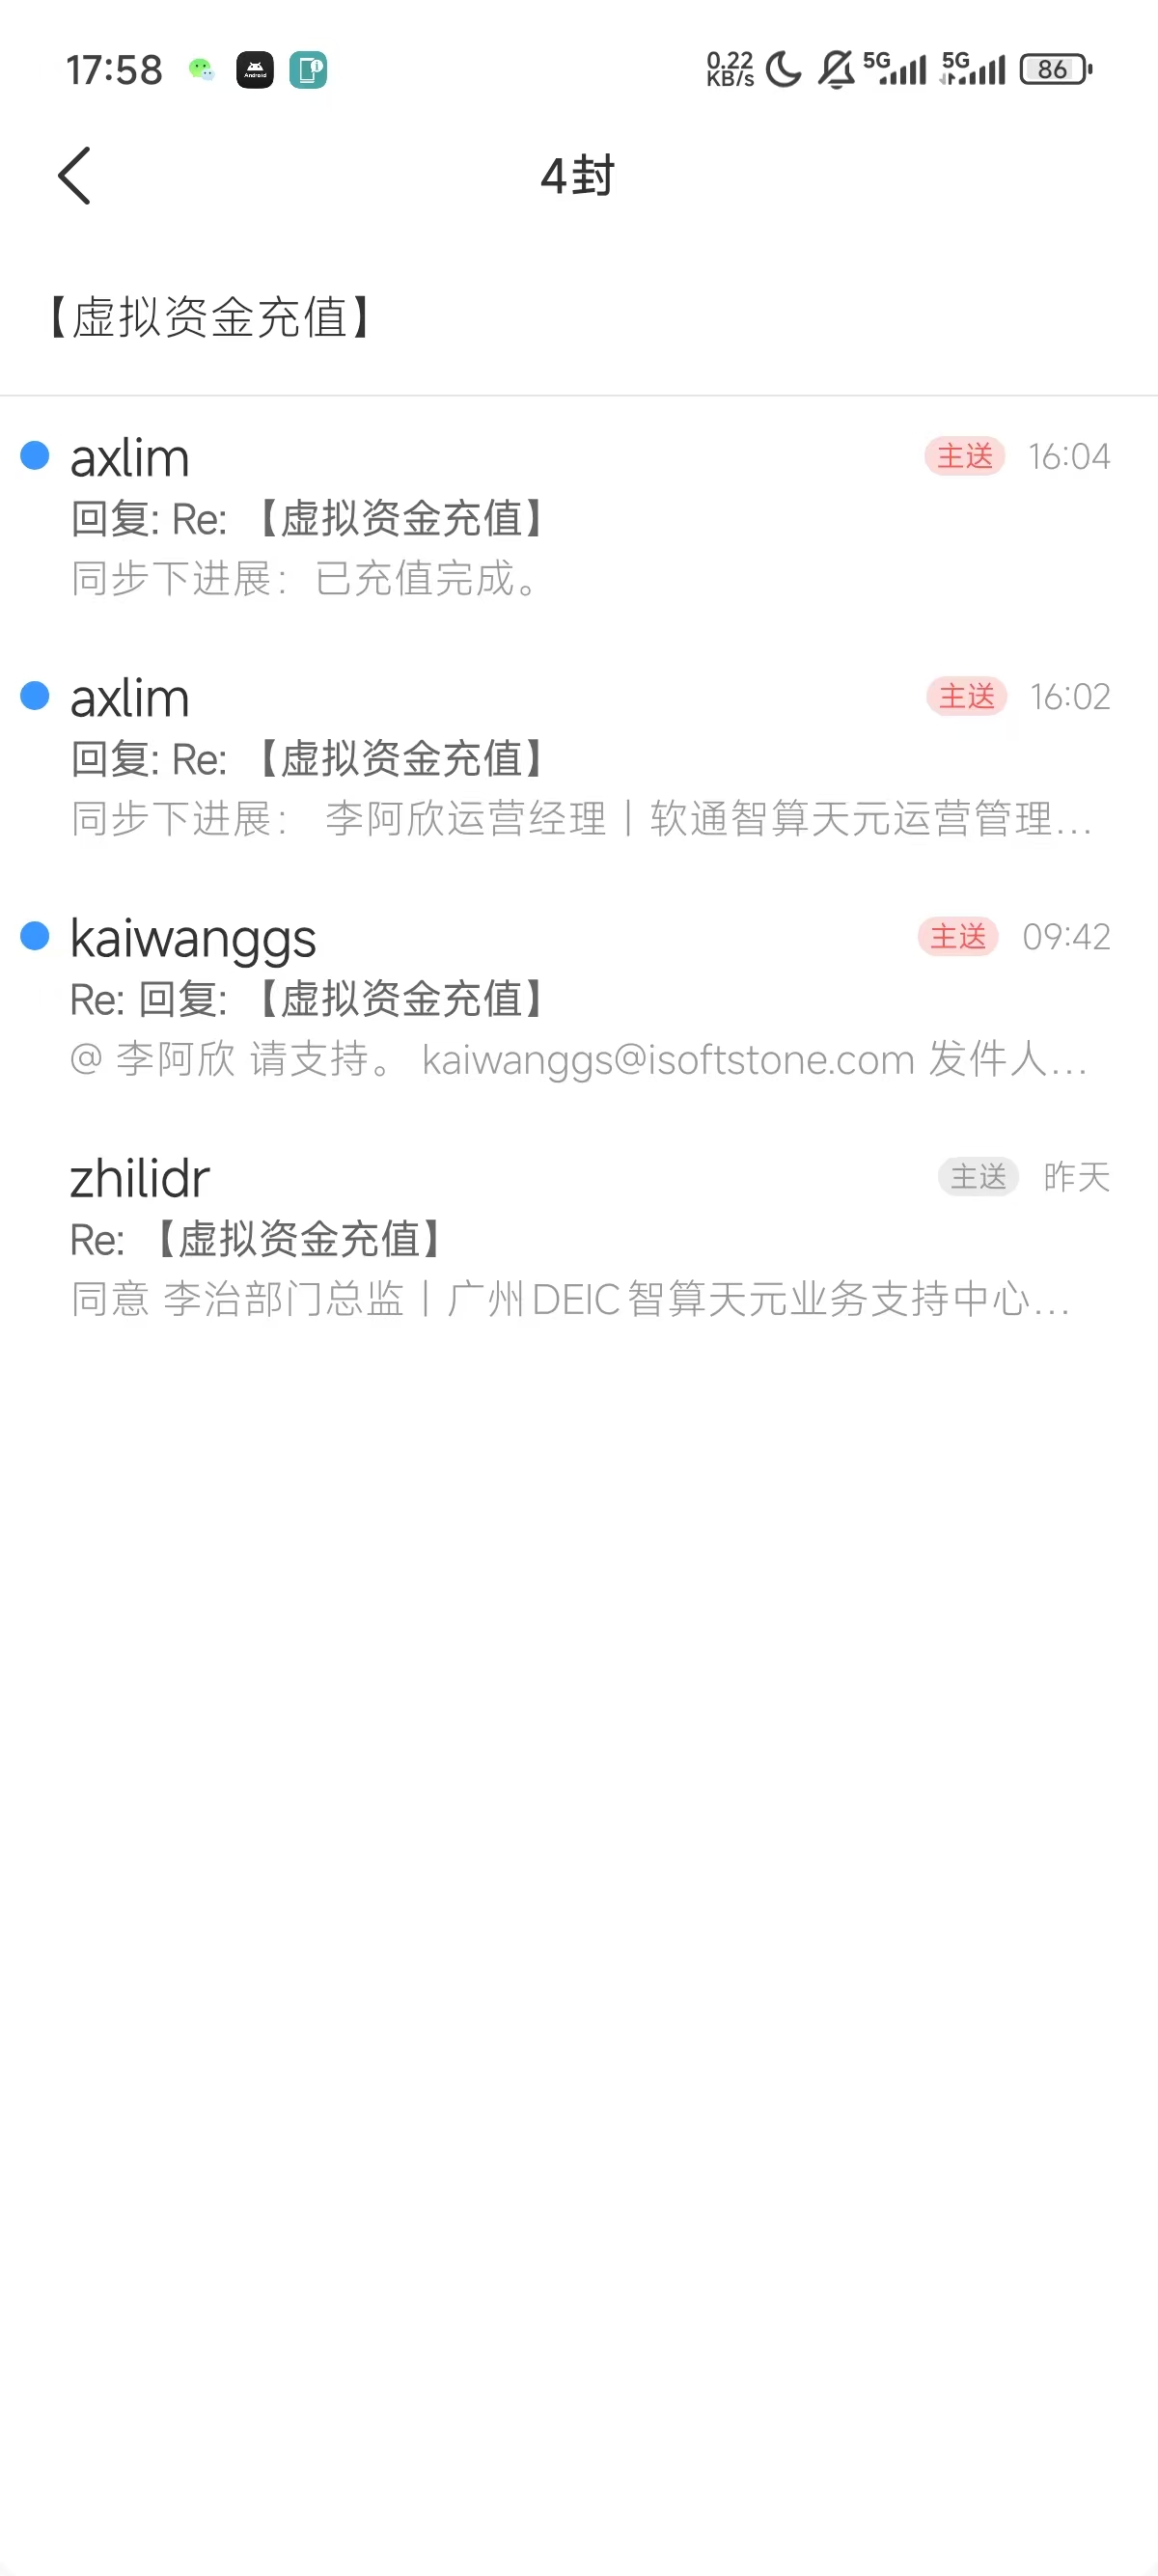 17:58
Android
0.22
KB/s
5G
5G
86
4封
【虚拟资金充值】
axlim
主送
16:04
回复: Re: 【虚拟资金充值】
同步下进展：已充值完成。
axlim
主送
16:02
回复: Re: 【虚拟资金充值】
同步下进展： 李阿欣运营经理丨软通智算天元运营管理...
kaiwanggs
主送
09:42
Re: 回复: 【虚拟资金充值】
@ 李阿欣 请支持。 kaiwanggs@isoftstone.com 发件人...
zhilidr
主送
昨天
Re: 【虚拟资金充值】
同意 李治部门总监丨广州DEIC智算天元业务支持中心...